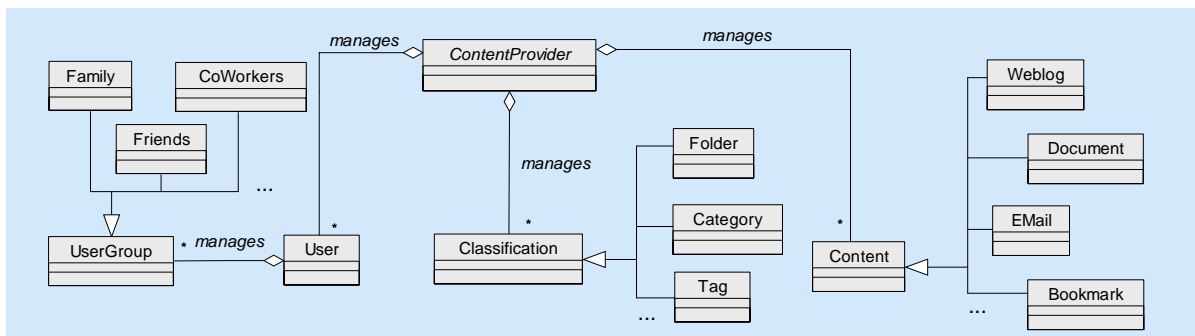 manages
ContentProvider
manages
Family
CoWorkers
Weblog
Friends
Folder
Document
manages
...
*
*
*
Category
EMail
UserGroup
*
manages
User
Classification
Content
Tag
Bookmark
...
...